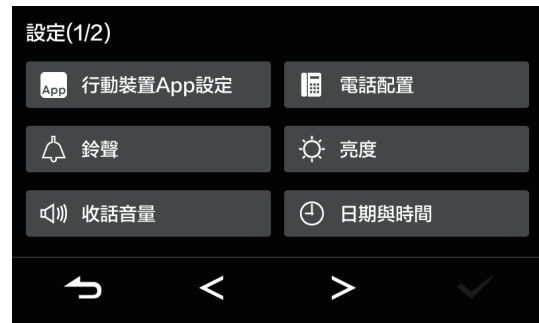 設定(1/2)
App 行動裝置App設定
電話配置
鈴聲
亮度
收話音量
日期與時間